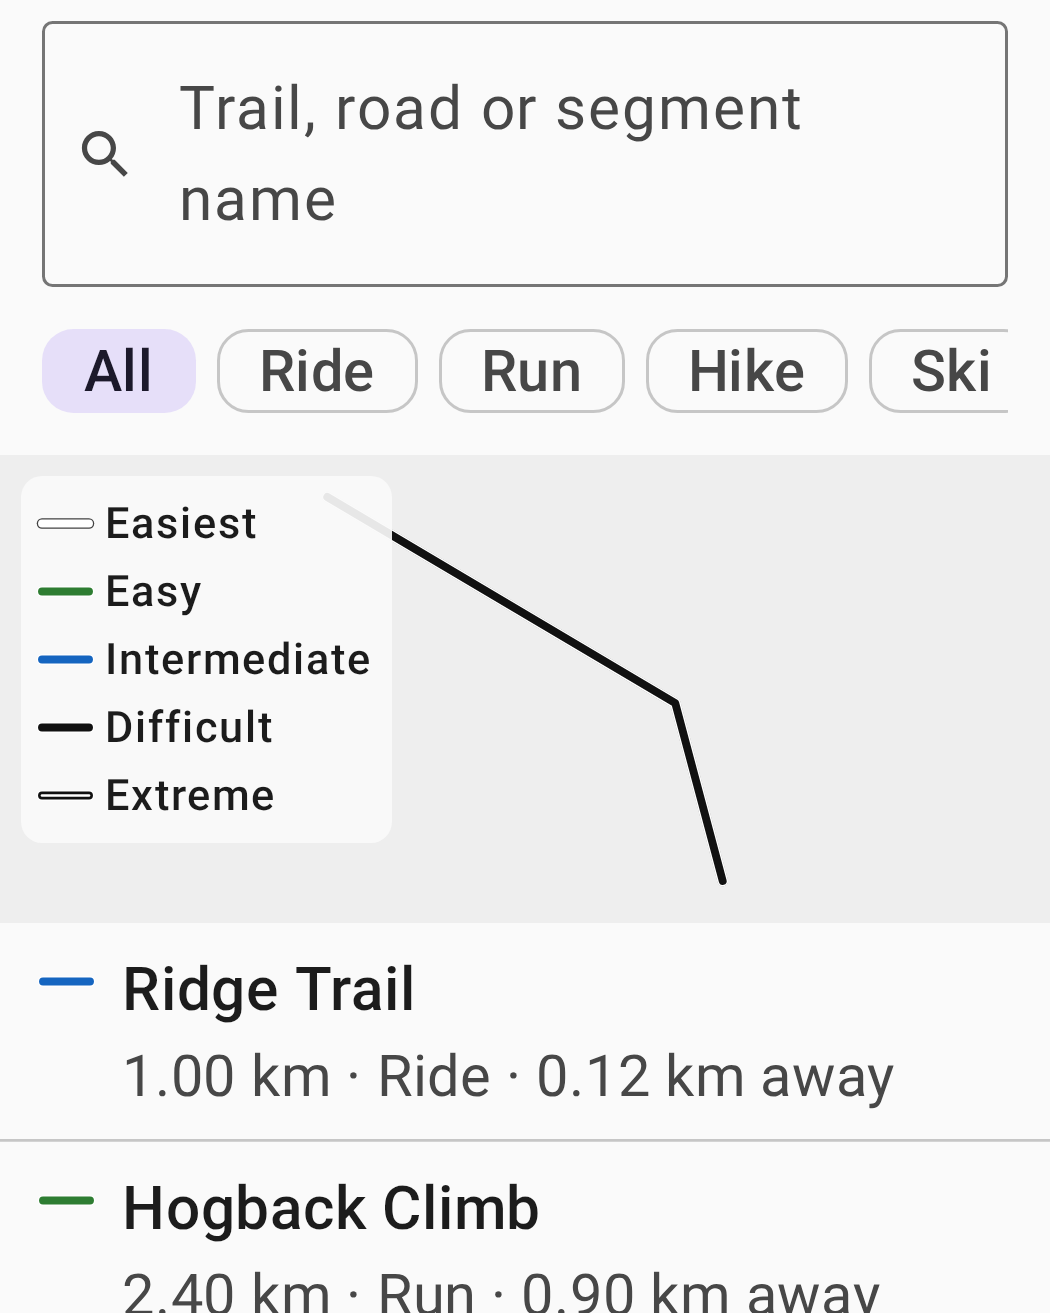 Trail, road or segment
name
All
Ride
Run
Hike
Ski
Easiest
Easy
Intermediate
Difficult
Extreme
Ridge Trail
1.00 km · Ride · 0.12 km away
Hogback Climb
2.40 km · Run · 0.90 km away